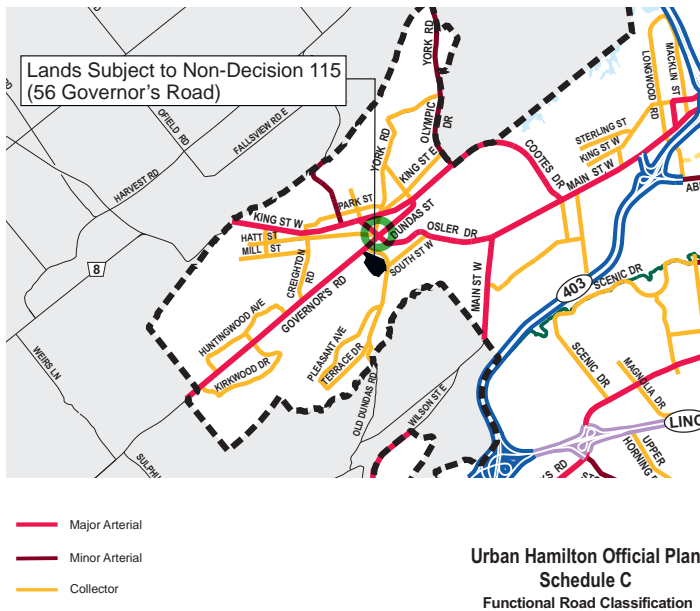 Lands Subject to Non-Decision 115
(56 Governor's Road)
YORK RD
OLYMPIC DR
YORK RD
KING ST E
LONGWOOD RD
MACKLIN ST
STERLING ST
KING ST W
MAIN ST W
COOTES DR
OFIELD RD
FALLSVIEW RD E
HARVEST RD
PARK ST
KING ST W
DUNDAS ST
OSLER DR
HATT ST
MILL ST
SOUTH ST W
CREIGHTON RD
GOVERNOR'S RD
MAIN ST W
8
403
SCENIC DR
HUNTINGWOOD AVE
KIRKWOOD DR
PLEASANT AVE
TERRACE DR
SCENIC DR
MAGNOLIA DR
WEIRS LN
OLD DUNDAS RD
WILSON ST E
LINC
UPPER
HORNING
Major Arterial
Minor Arterial
Collector
Urban Hamilton Official Plan
Schedule C
Functional Road Classification